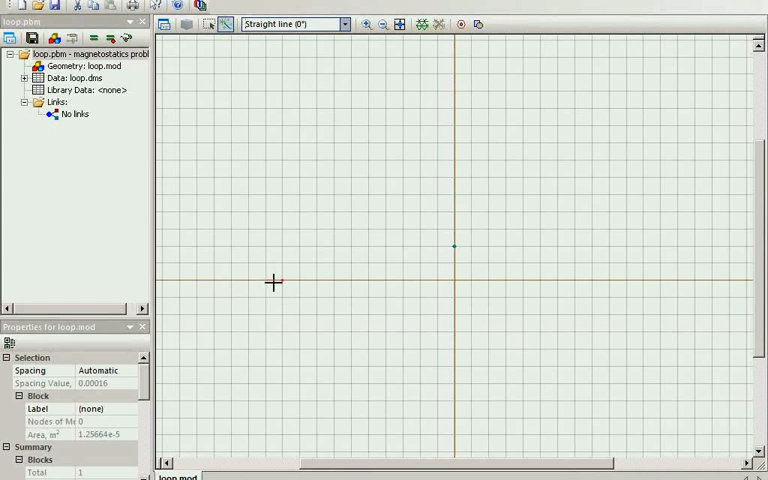 loop.pbm
Straight line (0°)
loop.pbm - magnetostatics probl
Geometry: loop.mod
Data: loop.dms
Library Data: <none>
Links:
No links
Properties for loop.mod
Selection
Spacing Automatic
Spacing Value, 0.00016
Block
Label (none)
Nodes of Me 0
Area, m² 1.25664e-5
Summary
Blocks
Total 1
loop.mod